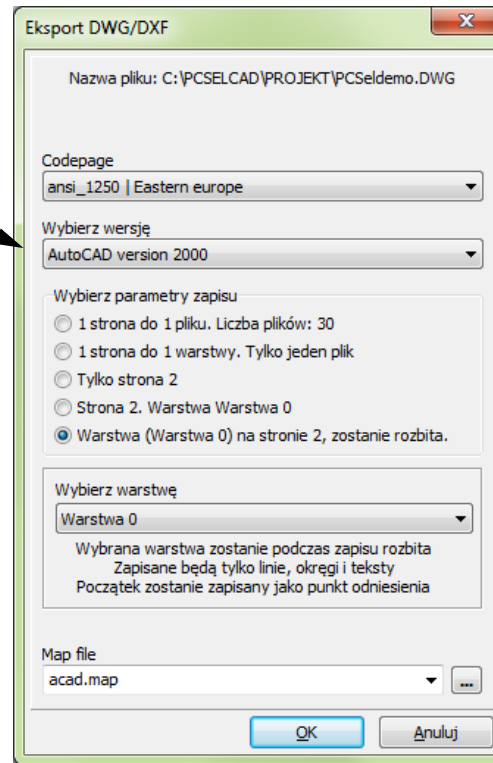 Eksport DWG/DXF
X
Nazwa pliku: C:\PCSELCAD\PROJEKT\PCSeldemo.DWG
Codepage
ansi_1250 | Eastern europe
Wybierz wersję
AutoCAD version 2000
Wybierz parametry zapisu
1 strona do 1 pliku. Liczba plików: 30
1 strona do 1 warstwy. Tylko jeden plik
Tylko strona 2
Strona 2. Warstwa Warstwa 0
Warstwa (Warstwa 0) na stronie 2, zostanie rozbita.
Wybierz warstwę
Warstwa 0
Wybrana warstwa zostanie podczas zapisu rozbita
Zapisane będą tylko linie, okręgi i teksty
Początek zostanie zapisany jako punkt odniesienia
Map file
acad.map ...
OK Anuluj